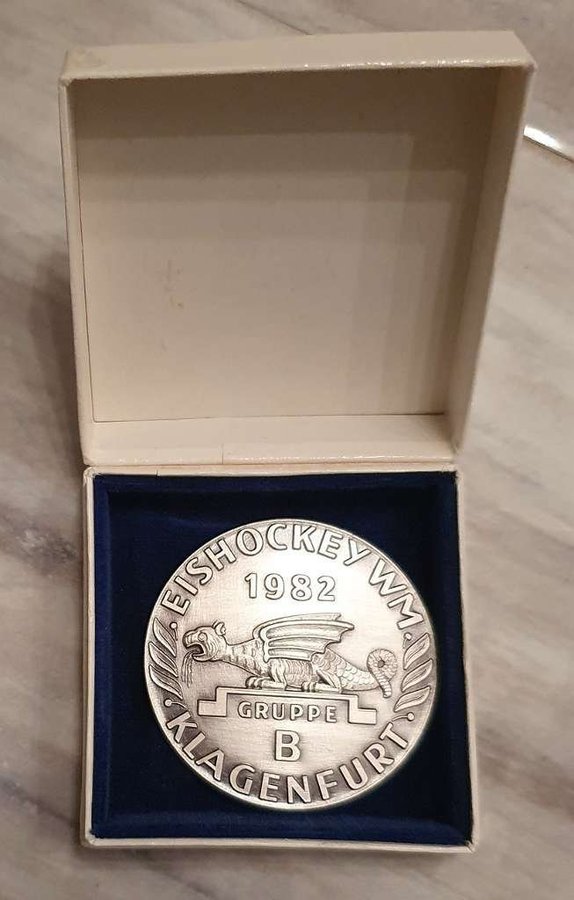 EISHOCKEY WM
1982
GRUPPE
B
KLAGENFURT